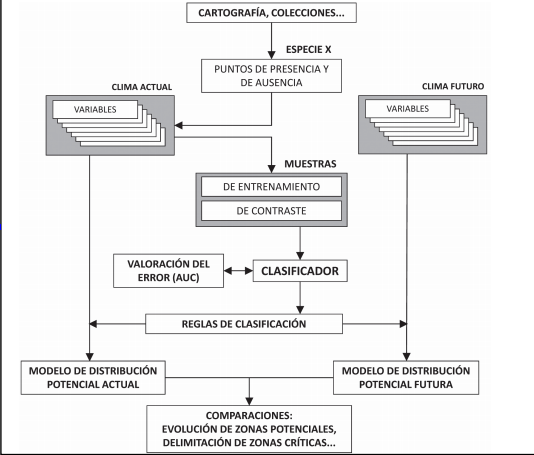 CARTOGRAFÍA, COLECCIONES...
ESPECIE X
PUNTOS DE PRESENCIA Y
DE AUSENCIA
CLIMA ACTUAL
CLIMA FUTURO
VARIABLES
VARIABLES
MUESTRAS
DE ENTRENAMIENTO
DE CONTRASTE
VALORACIÓN DEL
ERROR (AUC)
CLASIFICADOR
REGLAS DE CLASIFICACIÓN
MODELO DE DISTRIBUCIÓN
POTENCIAL ACTUAL
MODELO DE DISTRIBUCIÓN
POTENCIAL FUTURA
COMPARACIONES:
EVOLUCIÓN DE ZONAS POTENCIALES,
DELIMITACIÓN DE ZONAS CRÍTICAS...